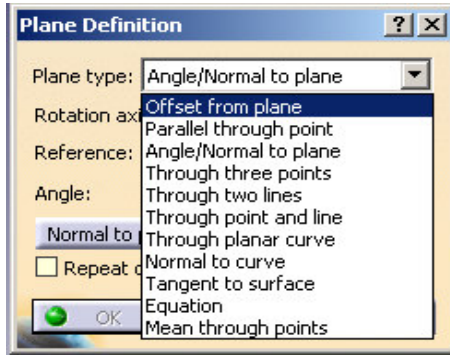 Plane Definition ? ×
Plane type: Angle/Normal to plane
Offset from plane
Rotation axi
Parallel through point
Reference: Angle/Normal to plane
Through three points
Angle: Through two lines
Through point and line
Normal to Through planar curve
Repeat Normal to curve
Tangent to surface
Equation
OK
Mean through points